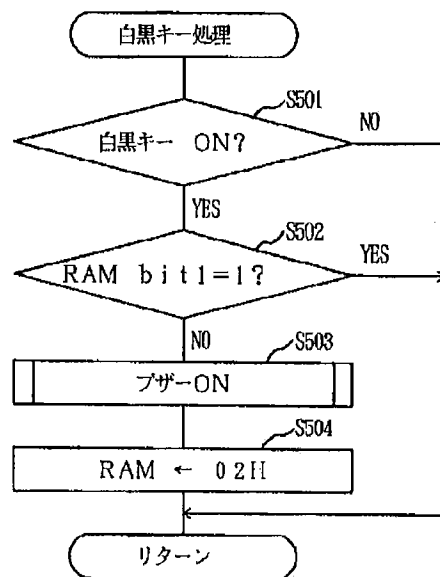 白黒キー処理
S501
白黒キー ON?
NO
YES
S502
RAM bit1=1?
YES
NO
S503
ブザーON
S504
RAM ← 02H
リターン